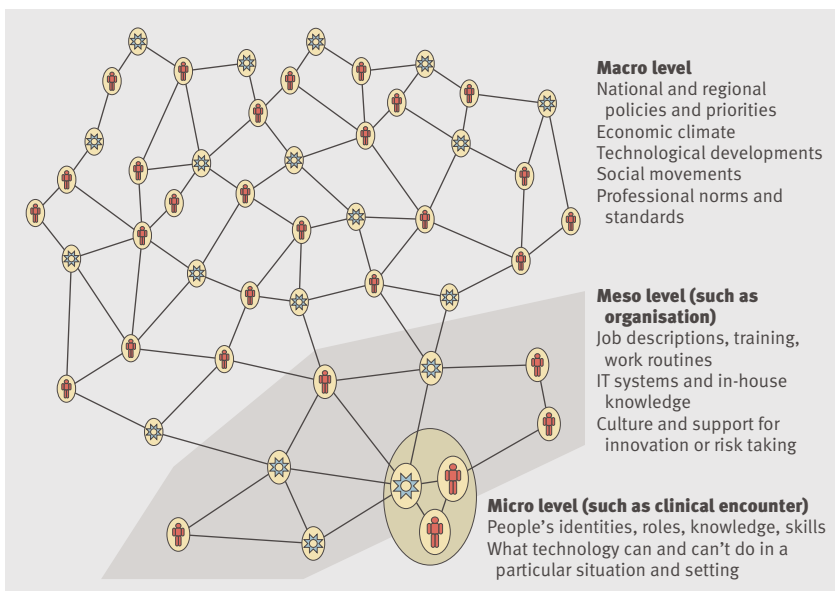 Macro level
National and regional
policies and priorities
Economic climate
Technological developments
Social movements
Professional norms and
standards
Meso level (such as
organisation)
Job descriptions, training,
work routines
IT systems and in-house
knowledge
Culture and support for
innovation or risk taking
Micro level (such as clinical encounter)
People’s identities, roles, knowledge, skills
What technology can and can’t do in a
particular situation and setting